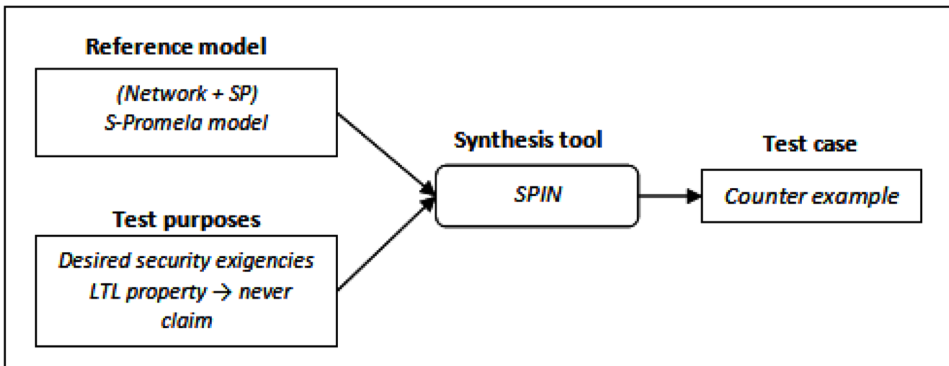 Reference model
(Network + SP)
S-Promela model
Test purposes
Desired security exigencies
LTL property → never
claim
Synthesis tool
SPIN
Test case
Counter example